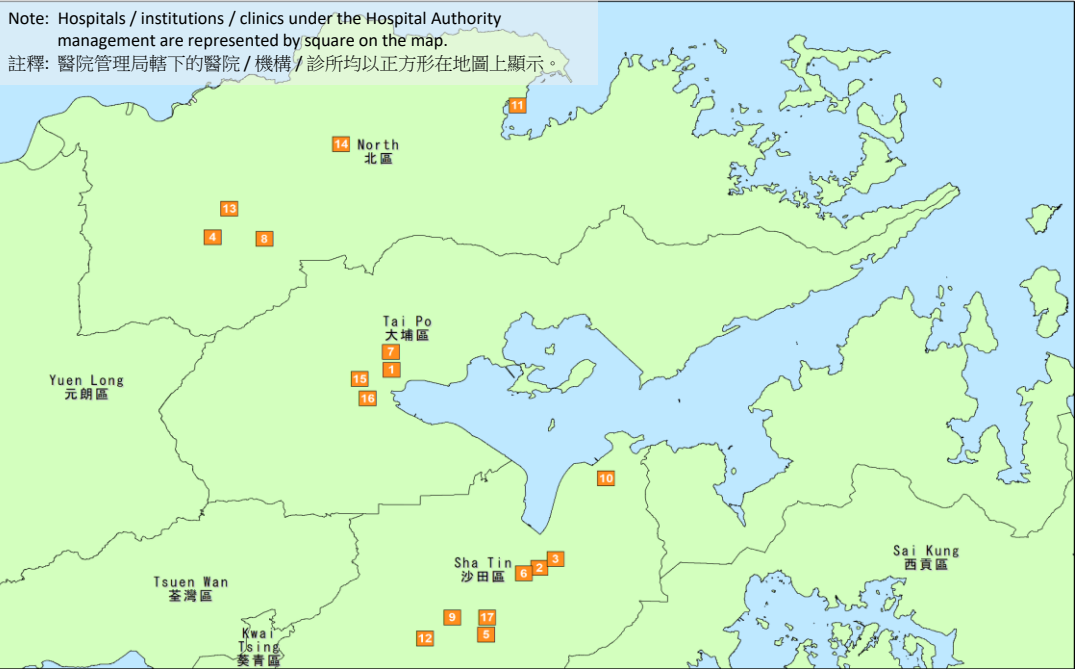 Note: Hospitals / institutions / clinics under the Hospital Authority
management are represented by square on the map.
註釋: 醫院管理局轄下的醫院 / 機構 / 診所均以正方形在地圖上顯示。
11
14
North
北區
13
4
8
Tai Po
大埔區
7
1
15
16
Yuen Long
元朗區
10
Sha Tin
沙田區
3
2
6
Sai Kung
西貢區
Tsuen Wan
荃灣區
9
17
12
5
Kwai
Tsing
葵青區